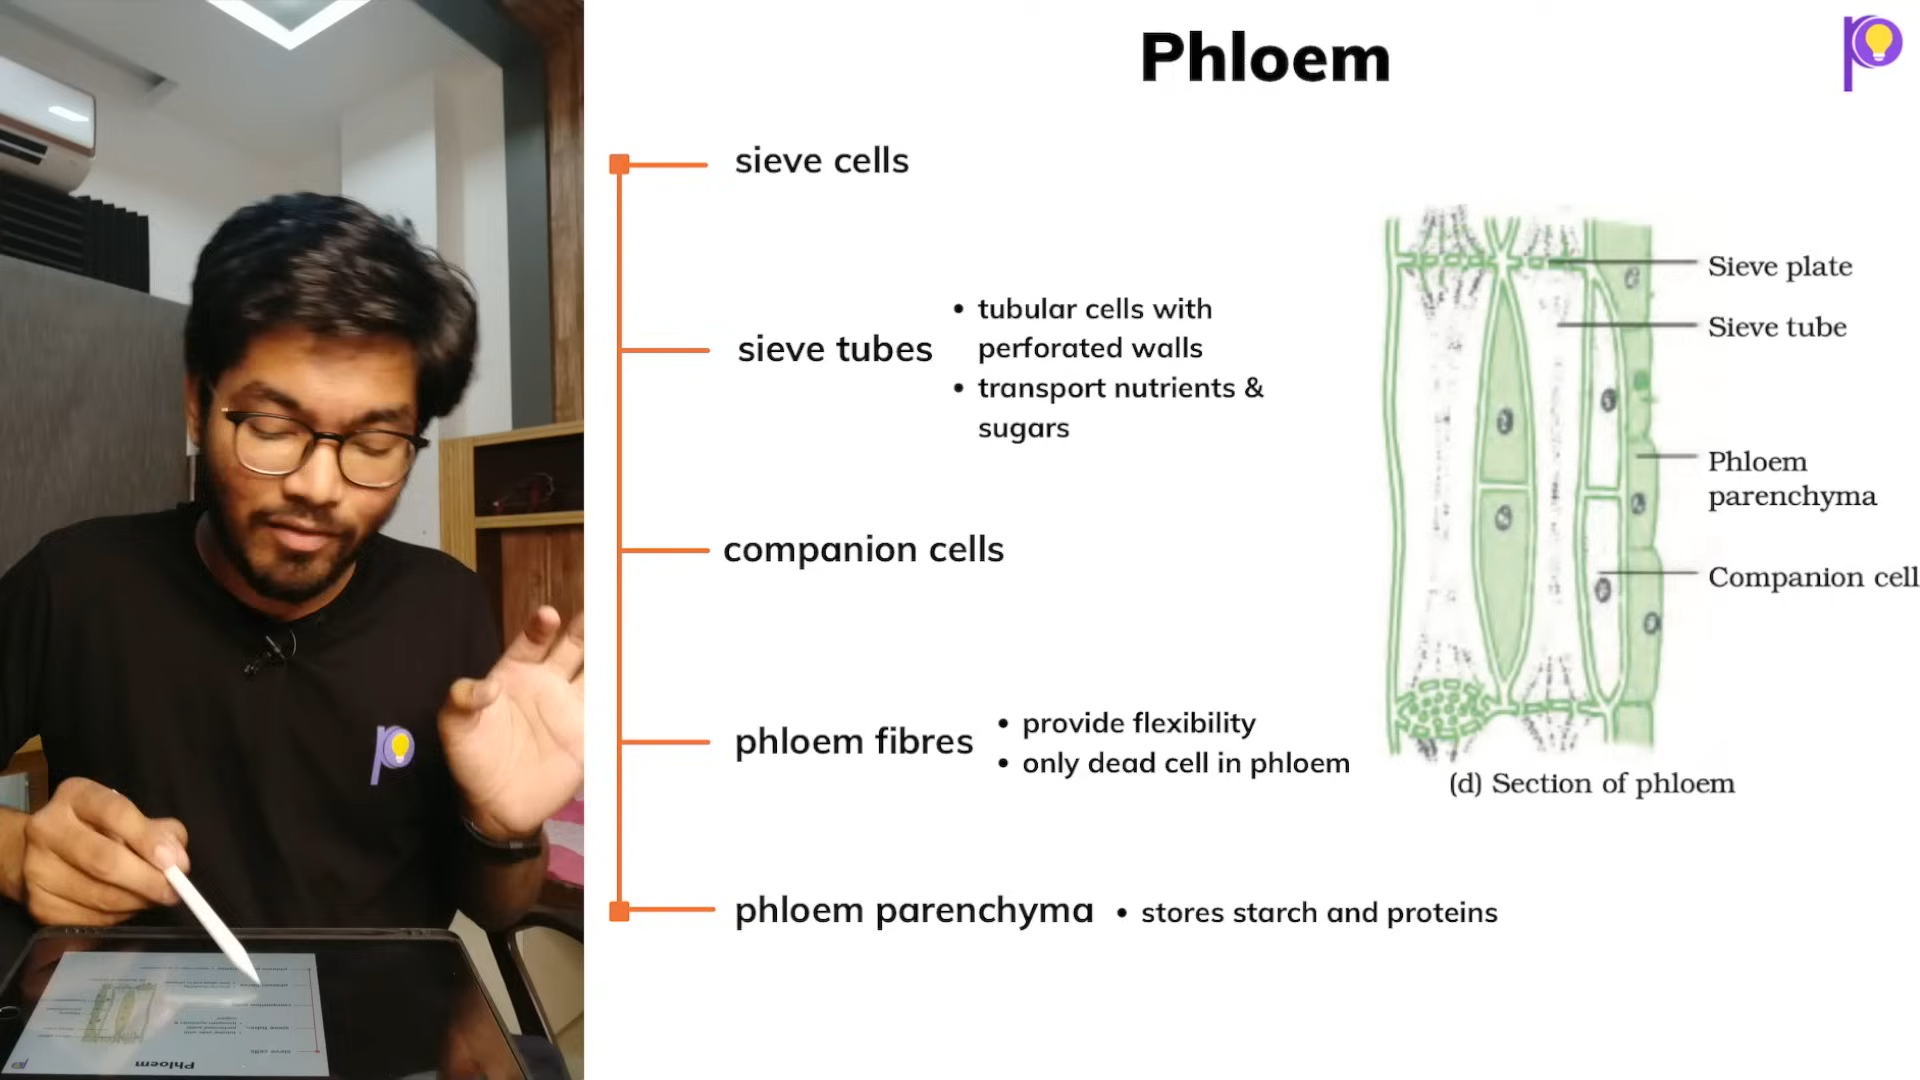 Phloem
sieve cells
sieve tubes
• tubular cells with
perforated walls
• transport nutrients &
sugars
companion cells
phloem fibres
• provide flexibility
• only dead cell in phloem
phloem parenchyma
• stores starch and proteins
Sieve plate
Sieve tube
Phloem
parenchyma
Companion cell
(d) Section of phloem
Phloem